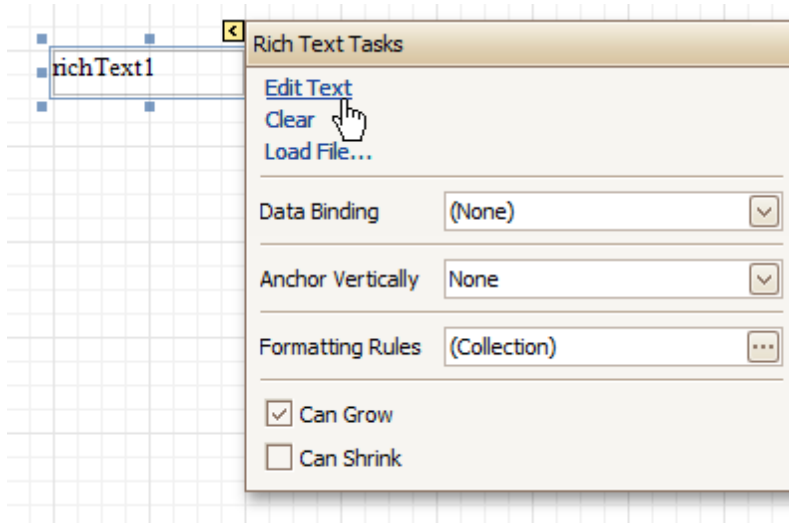 richText1
Rich Text Tasks
Edit Text
Clear
Load File...
Data Binding (None)
Anchor Vertically None
Formatting Rules (Collection)
Can Grow
Can Shrink